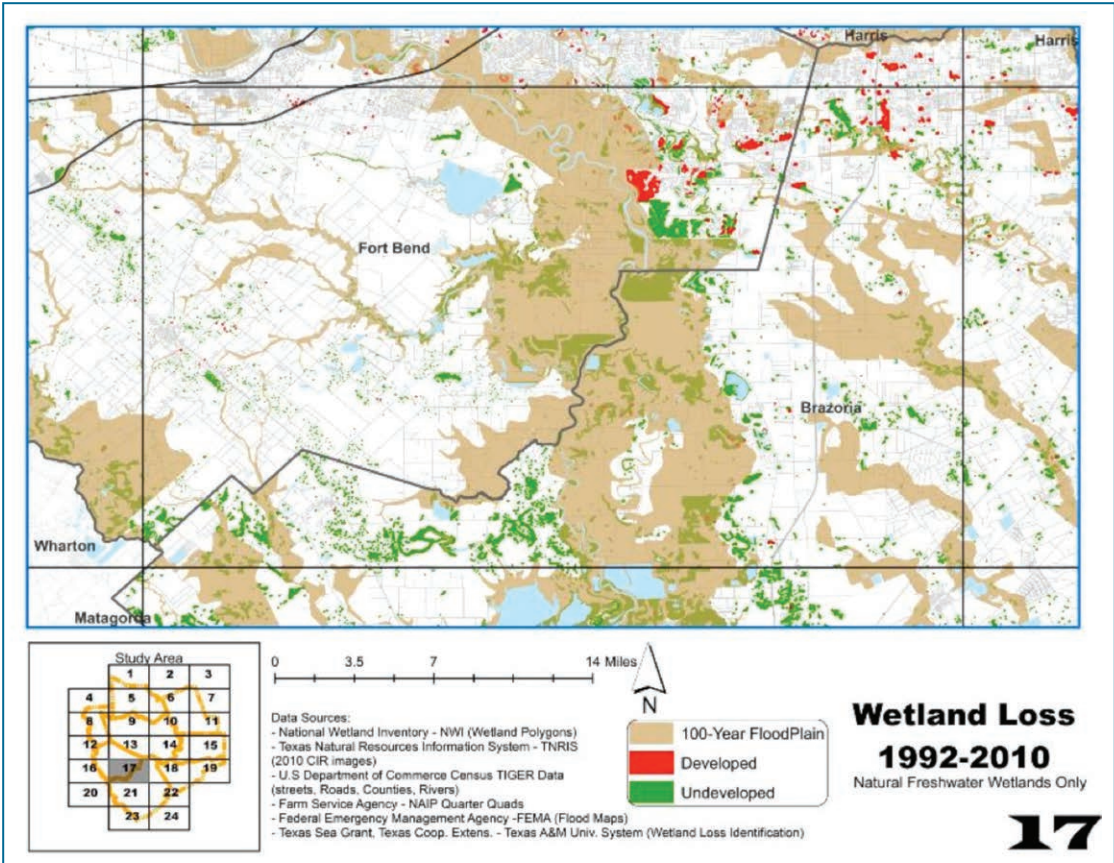 Harris
Harris
Fort Bend
Brazoria
Wharton
Matagorda
Study Area
1 2 3
4 5 6 7
8 9 10 11
12 13 14 15
16 17 18 19
20 21 22
23 24
0 3.5 7 14 Miles
N
Data Sources:
- National Wetland Inventory - NWI (Wetland Polygons)
- Texas Natural Resources Information System - TNRIS
(2010 CIR images)
- U.S Department of Commerce Census TIGER Data
(streets, Roads, Counties, Rivers)
- Farm Service Agency - NAIP Quarter Quads
- Federal Emergency Management Agency -FEMA (Flood Maps)
- Texas Sea Grant, Texas Coop. Extens. - Texas A&M Univ. System (Wetland Loss Identification)
100-Year FloodPlain
Developed
Undeveloped
Wetland Loss
1992-2010
Natural Freshwater Wetlands Only
17